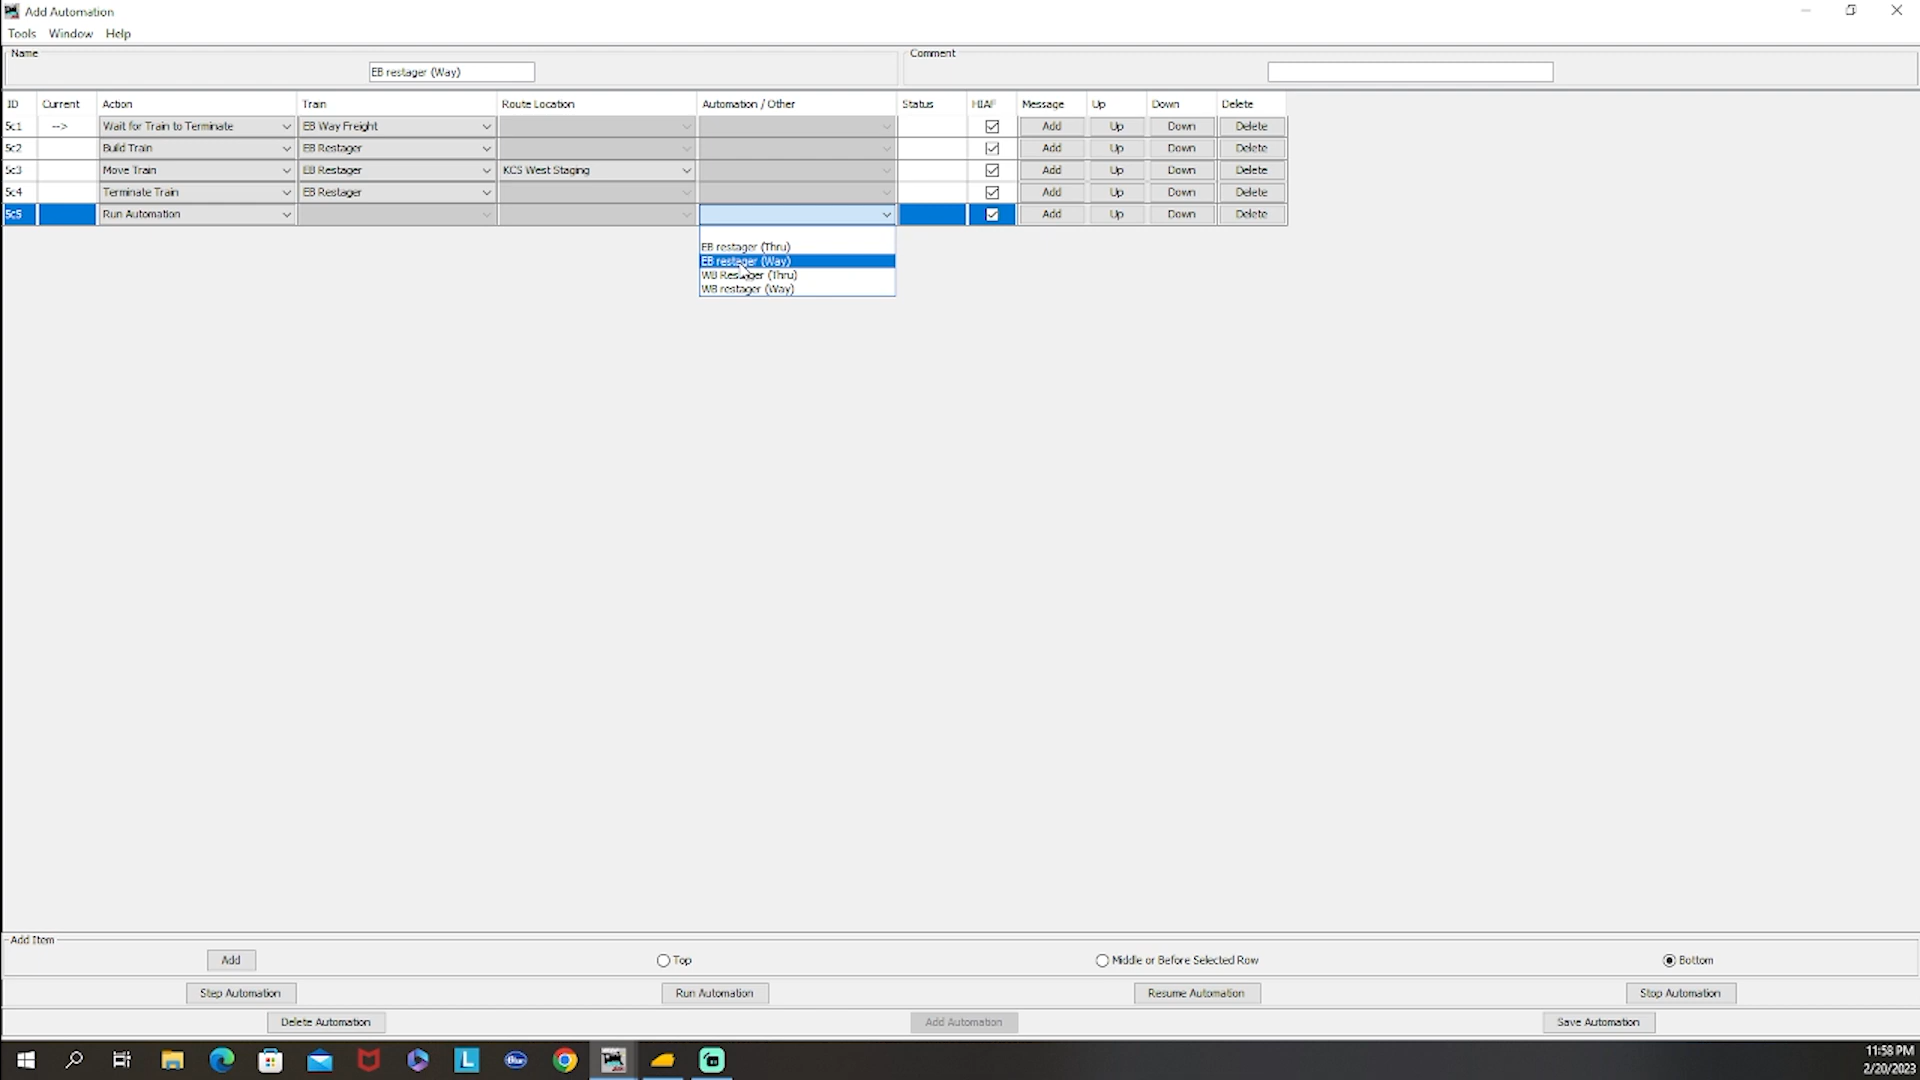 Add Automation
Tools Window Help
Name Comment
EB restager (Way)
ID Current Action Train Route Location Automation / Other Status HIAF Message Up Down Delete
5c1 --> Wait for Train to Terminate EB Way Freight Add Up Down Delete
5c2 Build Train EB Restager Add Up Down Delete
5c3 Move Train EB Restager KCS West Staging Add Up Down Delete
5c4 Terminate Train EB Restager Add Up Down Delete
5c5 Run Automation Add Up Down Delete
EB restager (Thru)
EB restager (Way)
WB Restager (Thru)
WB restager (Way)
Add Item
Add Top Middle or Before Selected Row Bottom
Step Automation Run Automation Resume Automation Stop Automation
Delete Automation Add Automation Save Automation
L Blue
11:58 PM
2/20/2023